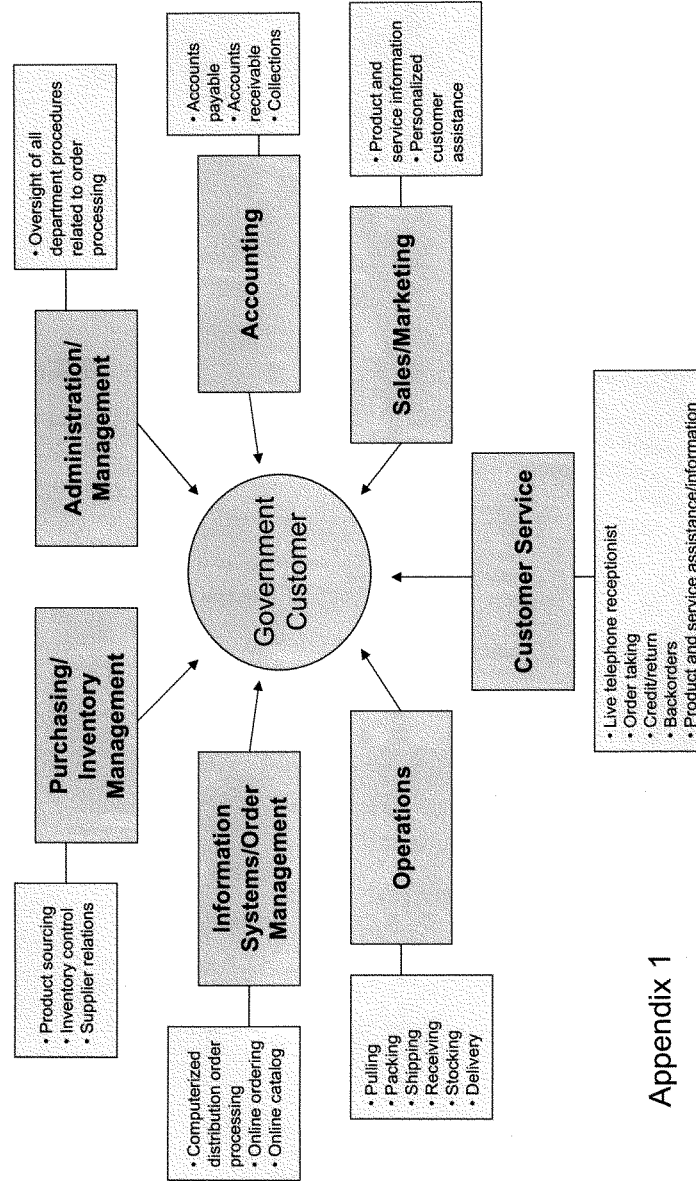 Purchasing/
Inventory
Management
• Product sourcing
• Inventory control
• Supplier relations
Administration/
Management
• Oversight of all
department procedures
related to order
processing
Information
Systems/Order
Management
• Computerized
distribution order
processing
• Online ordering
• Online catalog
Government
Customer
Accounting
• Accounts
payable
• Accounts
receivable
• Collections
Operations
• Pulling
• Packing
• Shipping
• Receiving
• Stocking
• Delivery
Customer Service
• Live telephone receptionist
• Order taking
• Credit/return
• Backorders
• Product and service assistance/information
Sales/Marketing
• Product and
service information
• Personalized
customer
assistance
Appendix 1